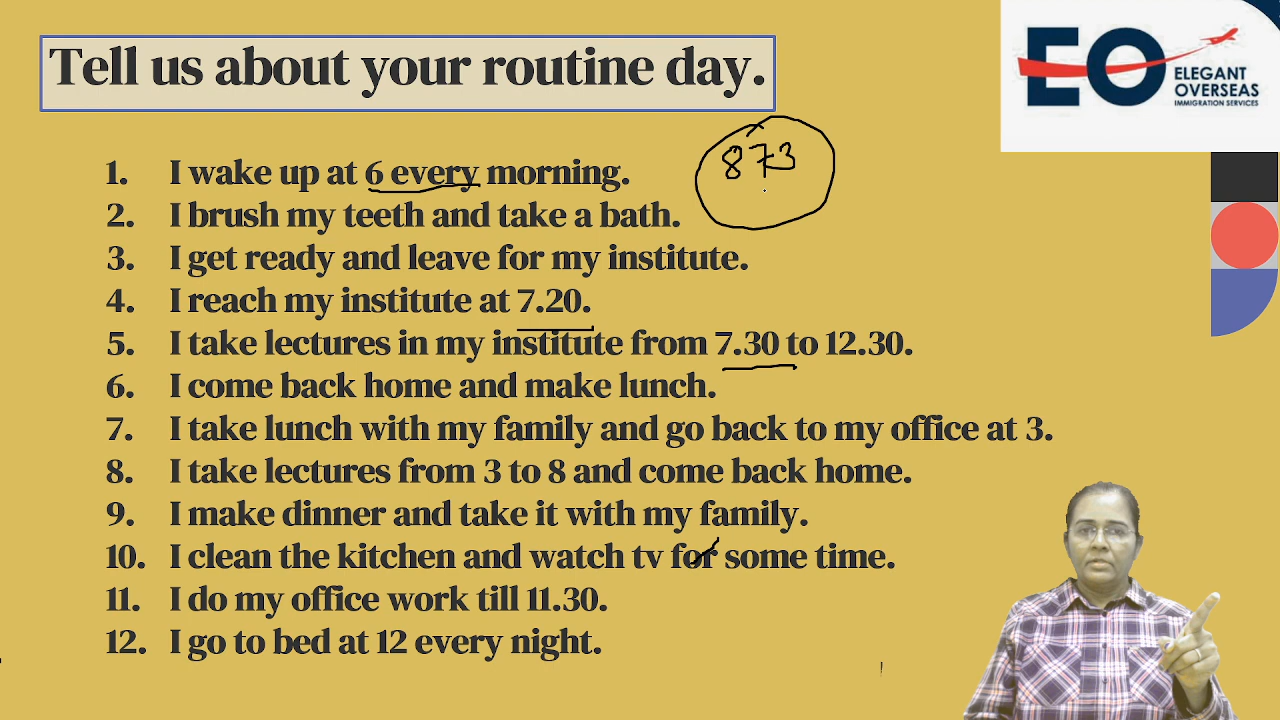 Tell us about your routine day.
EO ELEGANT
OVERSEAS
IMMIGRATION SERVICES
873
1. I wake up at 6 every morning.
2. I brush my teeth and take a bath.
3. I get ready and leave for my institute.
4. I reach my institute at 7.20.
5. I take lectures in my institute from 7.30 to 12.30.
6. I come back home and make lunch.
7. I take lunch with my family and go back to my office at 3.
8. I take lectures from 3 to 8 and come back home.
9. I make dinner and take it with my family.
10. I clean the kitchen and watch tv for some time.
11. I do my office work till 11.30.
12. I go to bed at 12 every night.